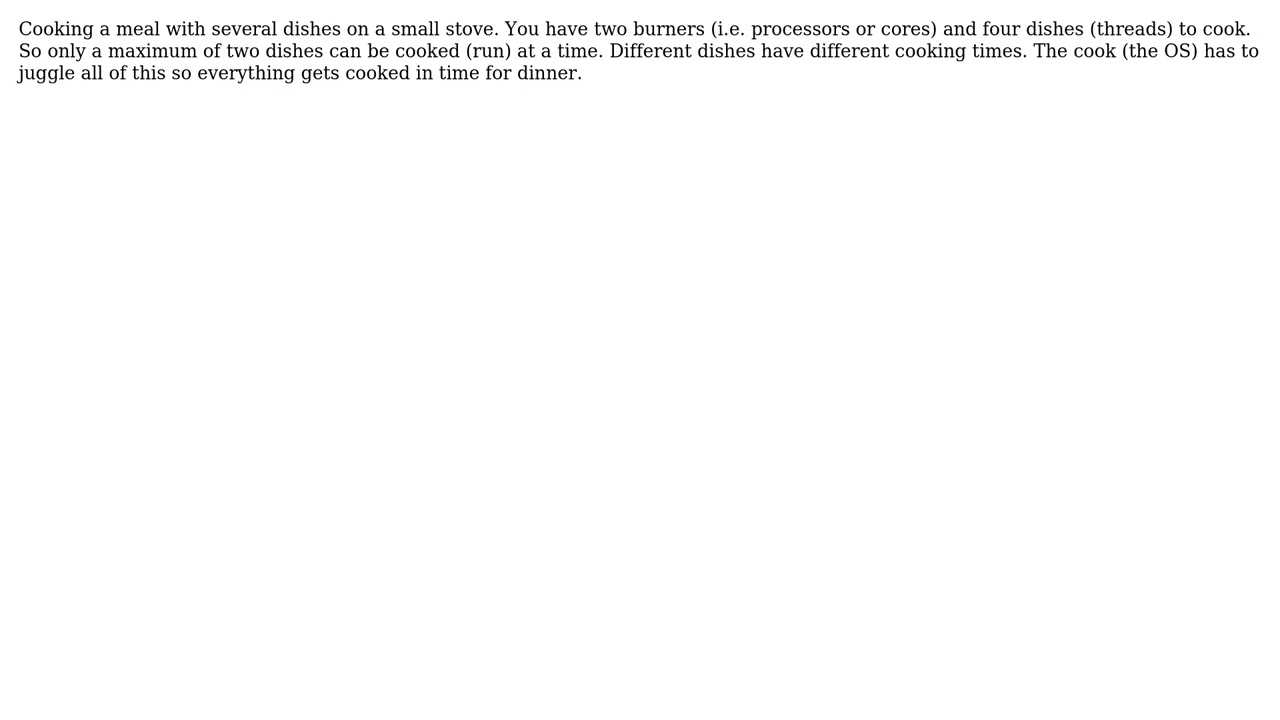 Cooking a meal with several dishes on a small stove. You have two burners (i.e. processors or cores) and four dishes (threads) to cook.
So only a maximum of two dishes can be cooked (run) at a time. Different dishes have different cooking times. The cook (the OS) has to
juggle all of this so everything gets cooked in time for dinner.